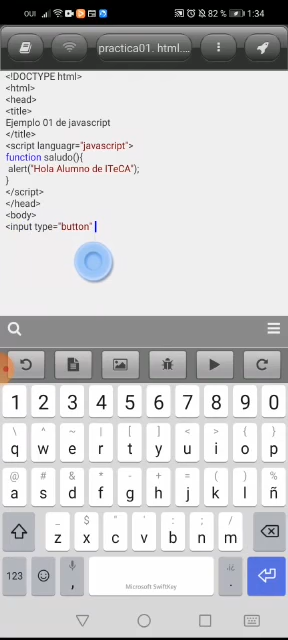 OUI 82 % 1:34
practica01. html....
<!DOCTYPE html>
<html>
<head>
<title>
Ejemplo 01 de javascript
</title>
<script languagr="javascript">
function saludo(){
alert("Hola Alumno de ITeCA");
}
</script>
</head>
<body>
<input type="button"
1 2 3 4 5 6 7 8 9 0
\ ^ ~ | [ ] < > { }
q w e r t y u i o p
@ # & * - + = ( ) %
a s d f g h j k l ñ
_ $ " ' : ; /
z x c v b n m
123 , Microsoft SwiftKey .